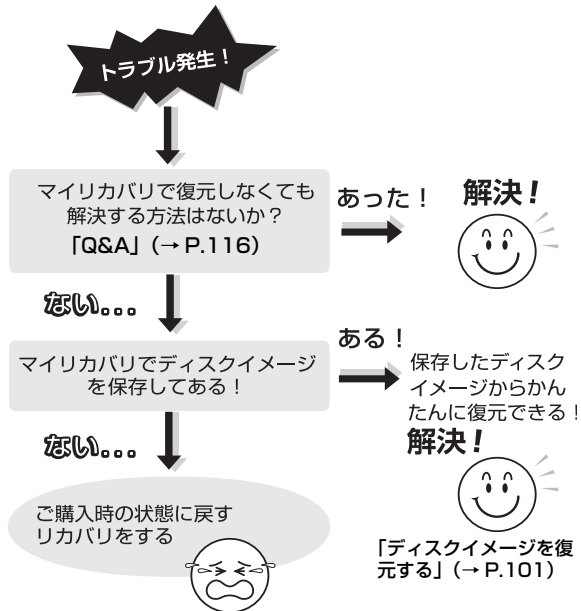 トラブル発生！
マイリカバリで復元しなくても
解決する方法はないか？
「Q&A」（→ P.116）
あった！
解決！
ない...
マイリカバリでディスクイメージ
を保存してある！
ある！
保存したディスク
イメージからかん
たんに復元できる！
解決！
「ディスクイメージを復
元する」（→ P.101）
ない...
ご購入時の状態に戻す
リカバリをする